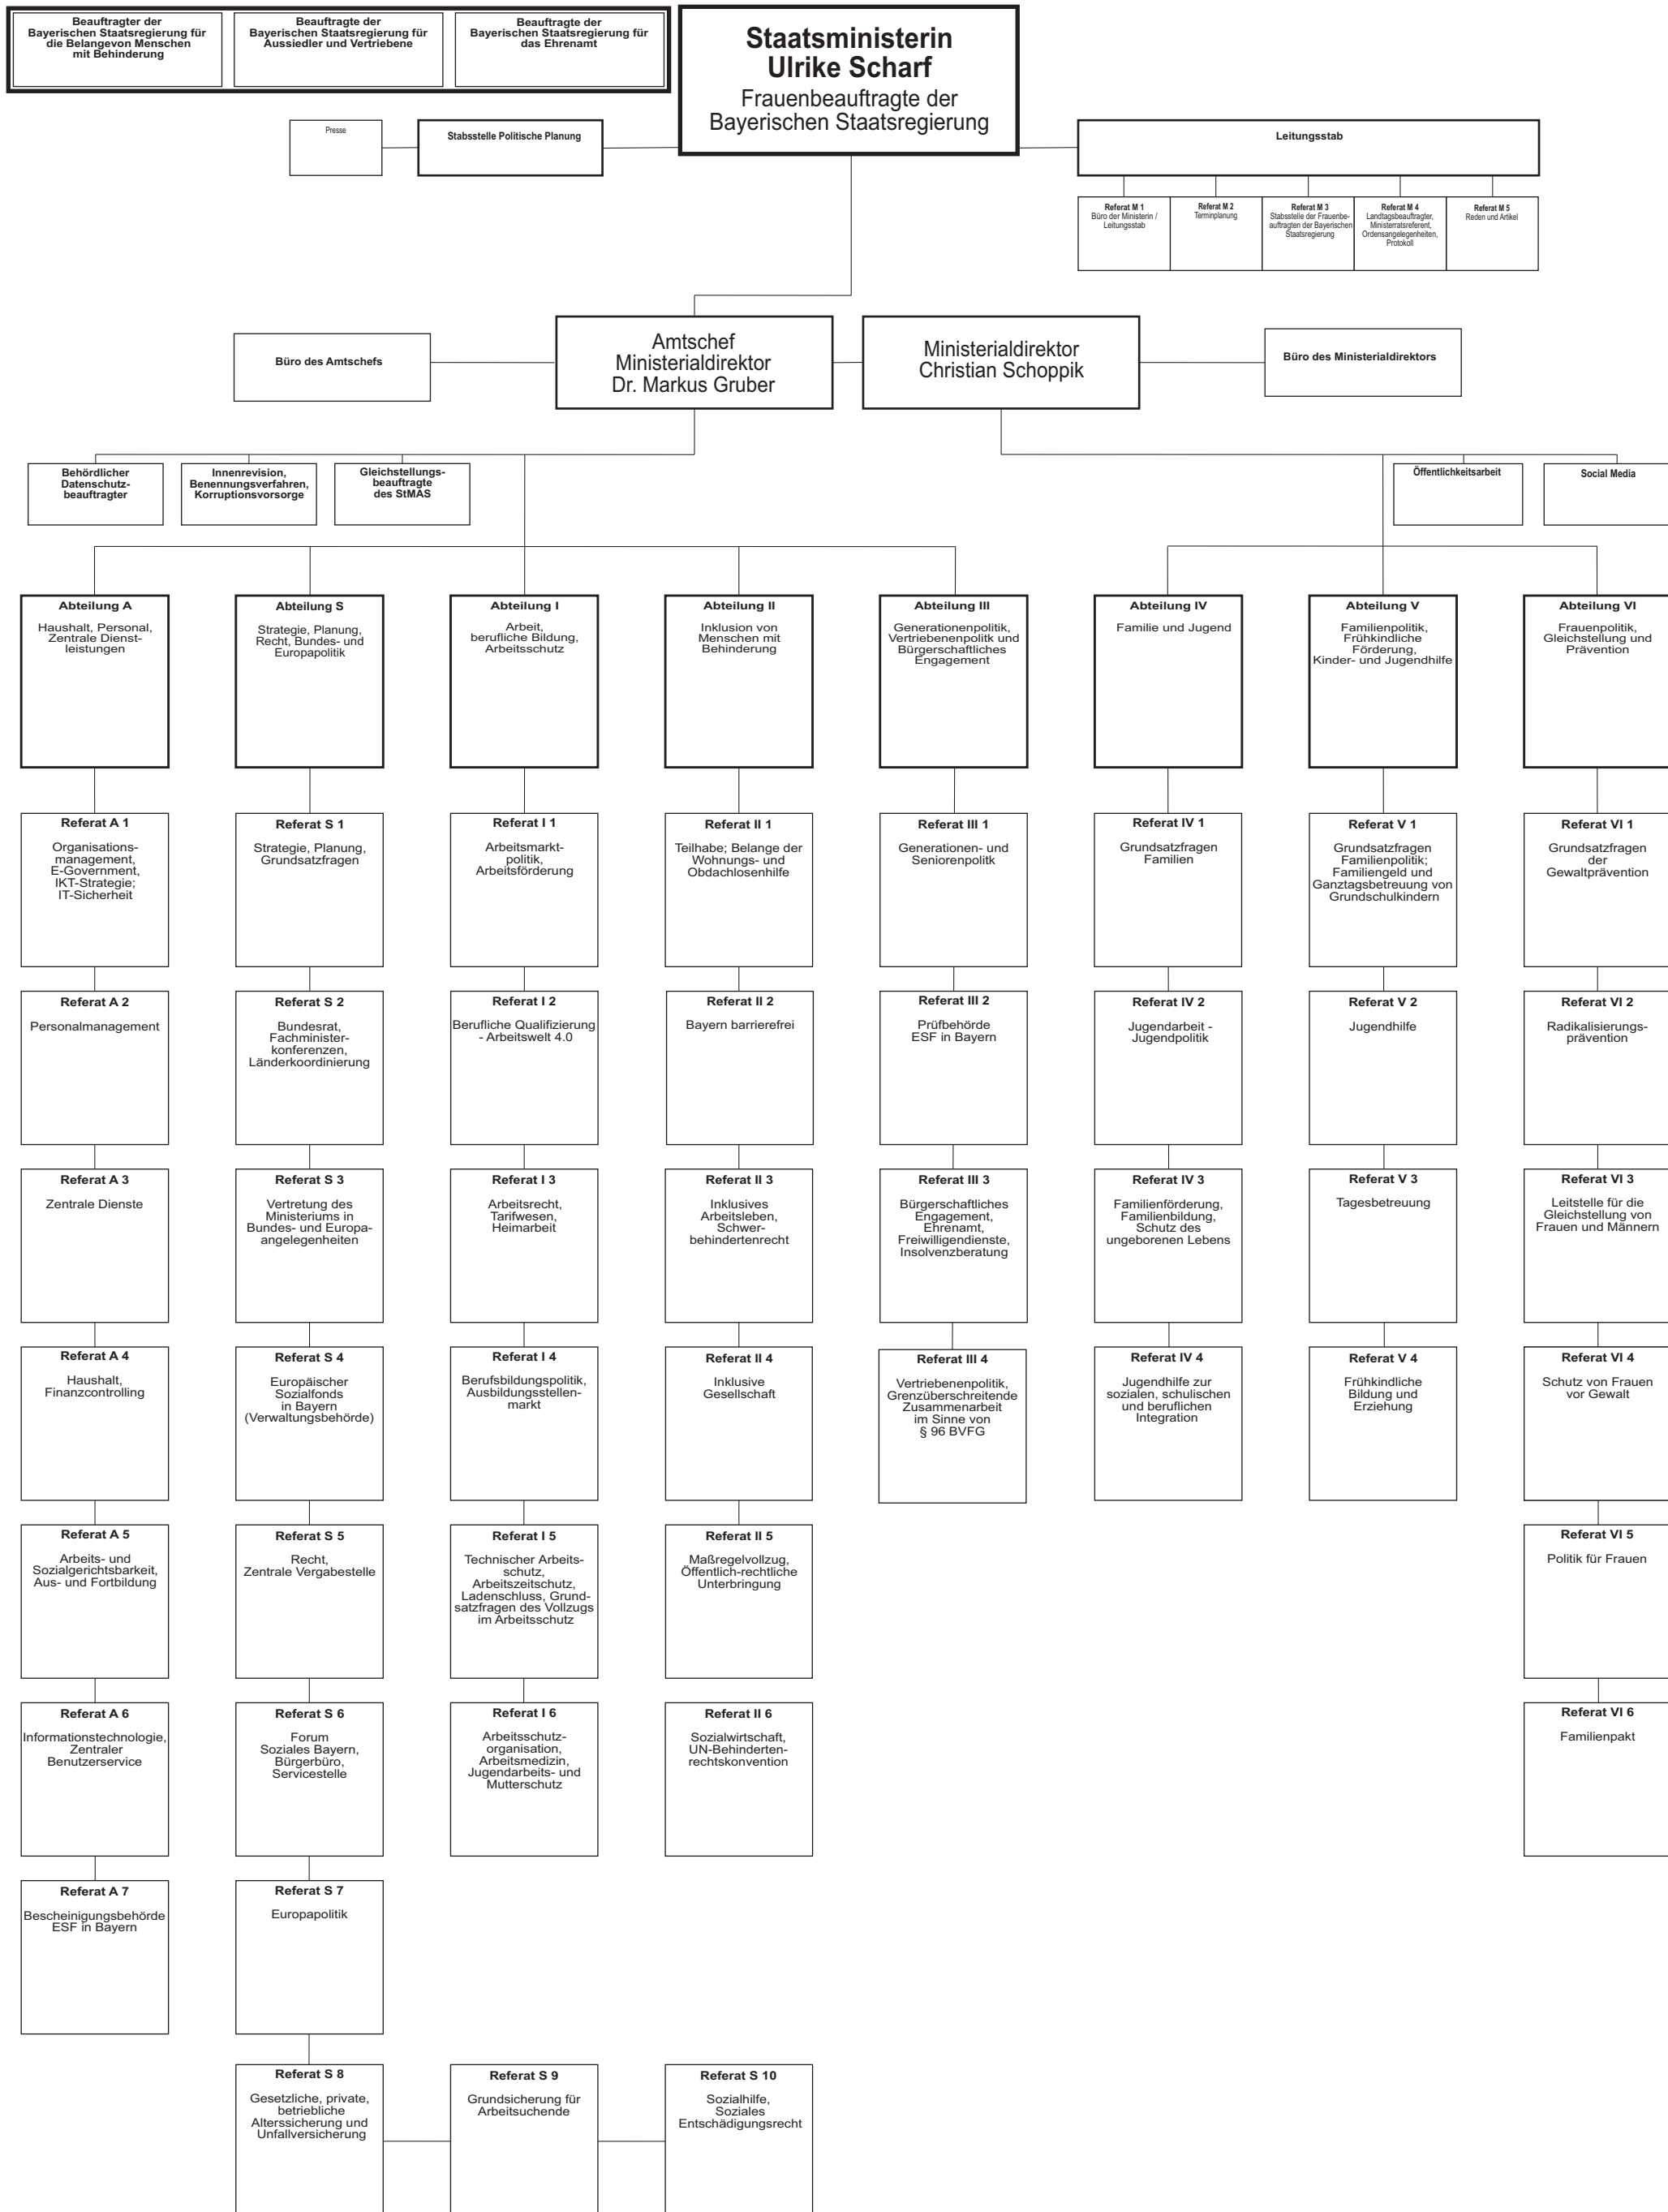 Beauftragter der
Bayerischen Staatsregierung für
die Belangevon Menschen
mit Behinderung
Beauftragte der
Bayerischen Staatsregierung für
Aussiedler und Vertriebene
Beauftragte der
Bayerischen Staatsregierung für
das Ehrenamt
Staatsministerin
Ulrike Scharf
Frauenbeauftragte der
Bayerischen Staatsregierung
Presse
Stabsstelle Politische Planung
Leitungsstab
Referat M 1
Büro der Ministerin /
Leitungsstab
Referat M 2
Terminplanung
Referat M 3
Stabsstelle der Frauenbe-
auftragten der Bayerischen
Staatsregierung
Referat M 4
Landtagsbeauftragter,
Ministerratsreferent,
Ordensangelegenheiten,
Protokoll
Referat M 5
Reden und Artikel
Büro des Amtschefs
Amtschef
Ministerialdirektor
Dr. Markus Gruber
Ministerialdirektor
Christian Schoppik
Büro des Ministerialdirektors
Behördlicher
Datenschutz-
beauftragter
Innenrevision,
Benennungsverfahren,
Korruptionsvorsorge
Gleichstellungs-
beauftragte
des StMAS
Öffentlichkeitsarbeit
Social Media
Abteilung A
Haushalt, Personal,
Zentrale Dienst-
leistungen
Abteilung S
Strategie, Planung,
Recht, Bundes- und
Europapolitik
Abteilung I
Arbeit,
berufliche Bildung,
Arbeitsschutz
Abteilung II
Inklusion von
Menschen mit
Behinderung
Abteilung III
Generationenpolitik,
Vertriebenenpolitk und
Bürgerschaftliches
Engagement
Abteilung IV
Familie und Jugend
Abteilung V
Familienpolitik,
Frühkindliche
Förderung,
Kinder- und Jugendhilfe
Abteilung VI
Frauenpolitik,
Gleichstellung und
Prävention
Referat A 1
Organisations-
management,
E-Government,
IKT-Strategie;
IT-Sicherheit
Referat S 1
Strategie, Planung,
Grundsatzfragen
Referat I 1
Arbeitsmarkt-
politik,
Arbeitsförderung
Referat II 1
Teilhabe; Belange der
Wohnungs- und
Obdachlosenhilfe
Referat III 1
Generationen- und
Seniorenpolitk
Referat IV 1
Grundsatzfragen
Familien
Referat V 1
Grundsatzfragen
Familienpolitik;
Familiengeld und
Ganztagsbetreuung von
Grundschulkindern
Referat VI 1
Grundsatzfragen
der
Gewaltprävention
Referat A 2
Personalmanagement
Referat S 2
Bundesrat,
Fachminister-
konferenzen,
Länderkoordinierung
Referat I 2
Berufliche Qualifizierung
- Arbeitswelt 4.0
Referat II 2
Bayern barrierefrei
Referat III 2
Prüfbehörde
ESF in Bayern
Referat IV 2
Jugendarbeit -
Jugendpolitik
Referat V 2
Jugendhilfe
Referat VI 2
Radikalisierungs-
prävention
Referat A 3
Zentrale Dienste
Referat S 3
Vertretung des
Ministeriums in
Bundes- und Europa-
angelegenheiten
Referat I 3
Arbeitsrecht,
Tarifwesen,
Heimarbeit
Referat II 3
Inklusives
Arbeitsleben,
Schwer-
behindertenrecht
Referat III 3
Bürgerschaftliches
Engagement,
Ehrenamt,
Freiwilligendienste,
Insolvenzberatung
Referat IV 3
Familienförderung,
Familienbildung,
Schutz des
ungeborenen Lebens
Referat V 3
Tagesbetreuung
Referat VI 3
Leitstelle für die
Gleichstellung von
Frauen und Männern
Referat A 4
Haushalt,
Finanzcontrolling
Referat S 4
Europäischer
Sozialfonds
in Bayern
(Verwaltungsbehörde)
Referat I 4
Berufsbildungspolitik,
Ausbildungsstellen-
markt
Referat II 4
Inklusive
Gesellschaft
Referat III 4
Vertriebenenpolitik,
Grenzüberschreitende
Zusammenarbeit
im Sinne von
§ 96 BVFG
Referat IV 4
Jugendhilfe zur
sozialen, schulischen
und beruflichen
Integration
Referat V 4
Frühkindliche
Bildung und
Erziehung
Referat VI 4
Schutz von Frauen
vor Gewalt
Referat A 5
Arbeits- und
Sozialgerichtsbarkeit,
Aus- und Fortbildung
Referat S 5
Recht,
Zentrale Vergabestelle
Referat I 5
Technischer Arbeits-
schutz,
Arbeitszeitschutz,
Ladenschluss, Grund-
satzfragen des Vollzugs
im Arbeitsschutz
Referat II 5
Maßregelvollzug,
Öffentlich-rechtliche
Unterbringung
Referat VI 5
Politik für Frauen
Referat A 6
Informationstechnologie,
Zentraler
Benutzerservice
Referat S 6
Forum
Soziales Bayern,
Bürgerbüro,
Servicestelle
Referat I 6
Arbeitsschutz-
organisation,
Arbeitsmedizin,
Jugendarbeits- und
Mutterschutz
Referat II 6
Sozialwirtschaft,
UN-Behinderten-
rechtskonvention
Referat VI 6
Familienpakt
Referat A 7
Bescheinigungsbehörde
ESF in Bayern
Referat S 7
Europapolitik
Referat S 8
Gesetzliche, private,
betriebliche
Alterssicherung und
Unfallversicherung
Referat S 9
Grundsicherung für
Arbeitsuchende
Referat S 10
Sozialhilfe,
Soziales
Entschädigungsrecht